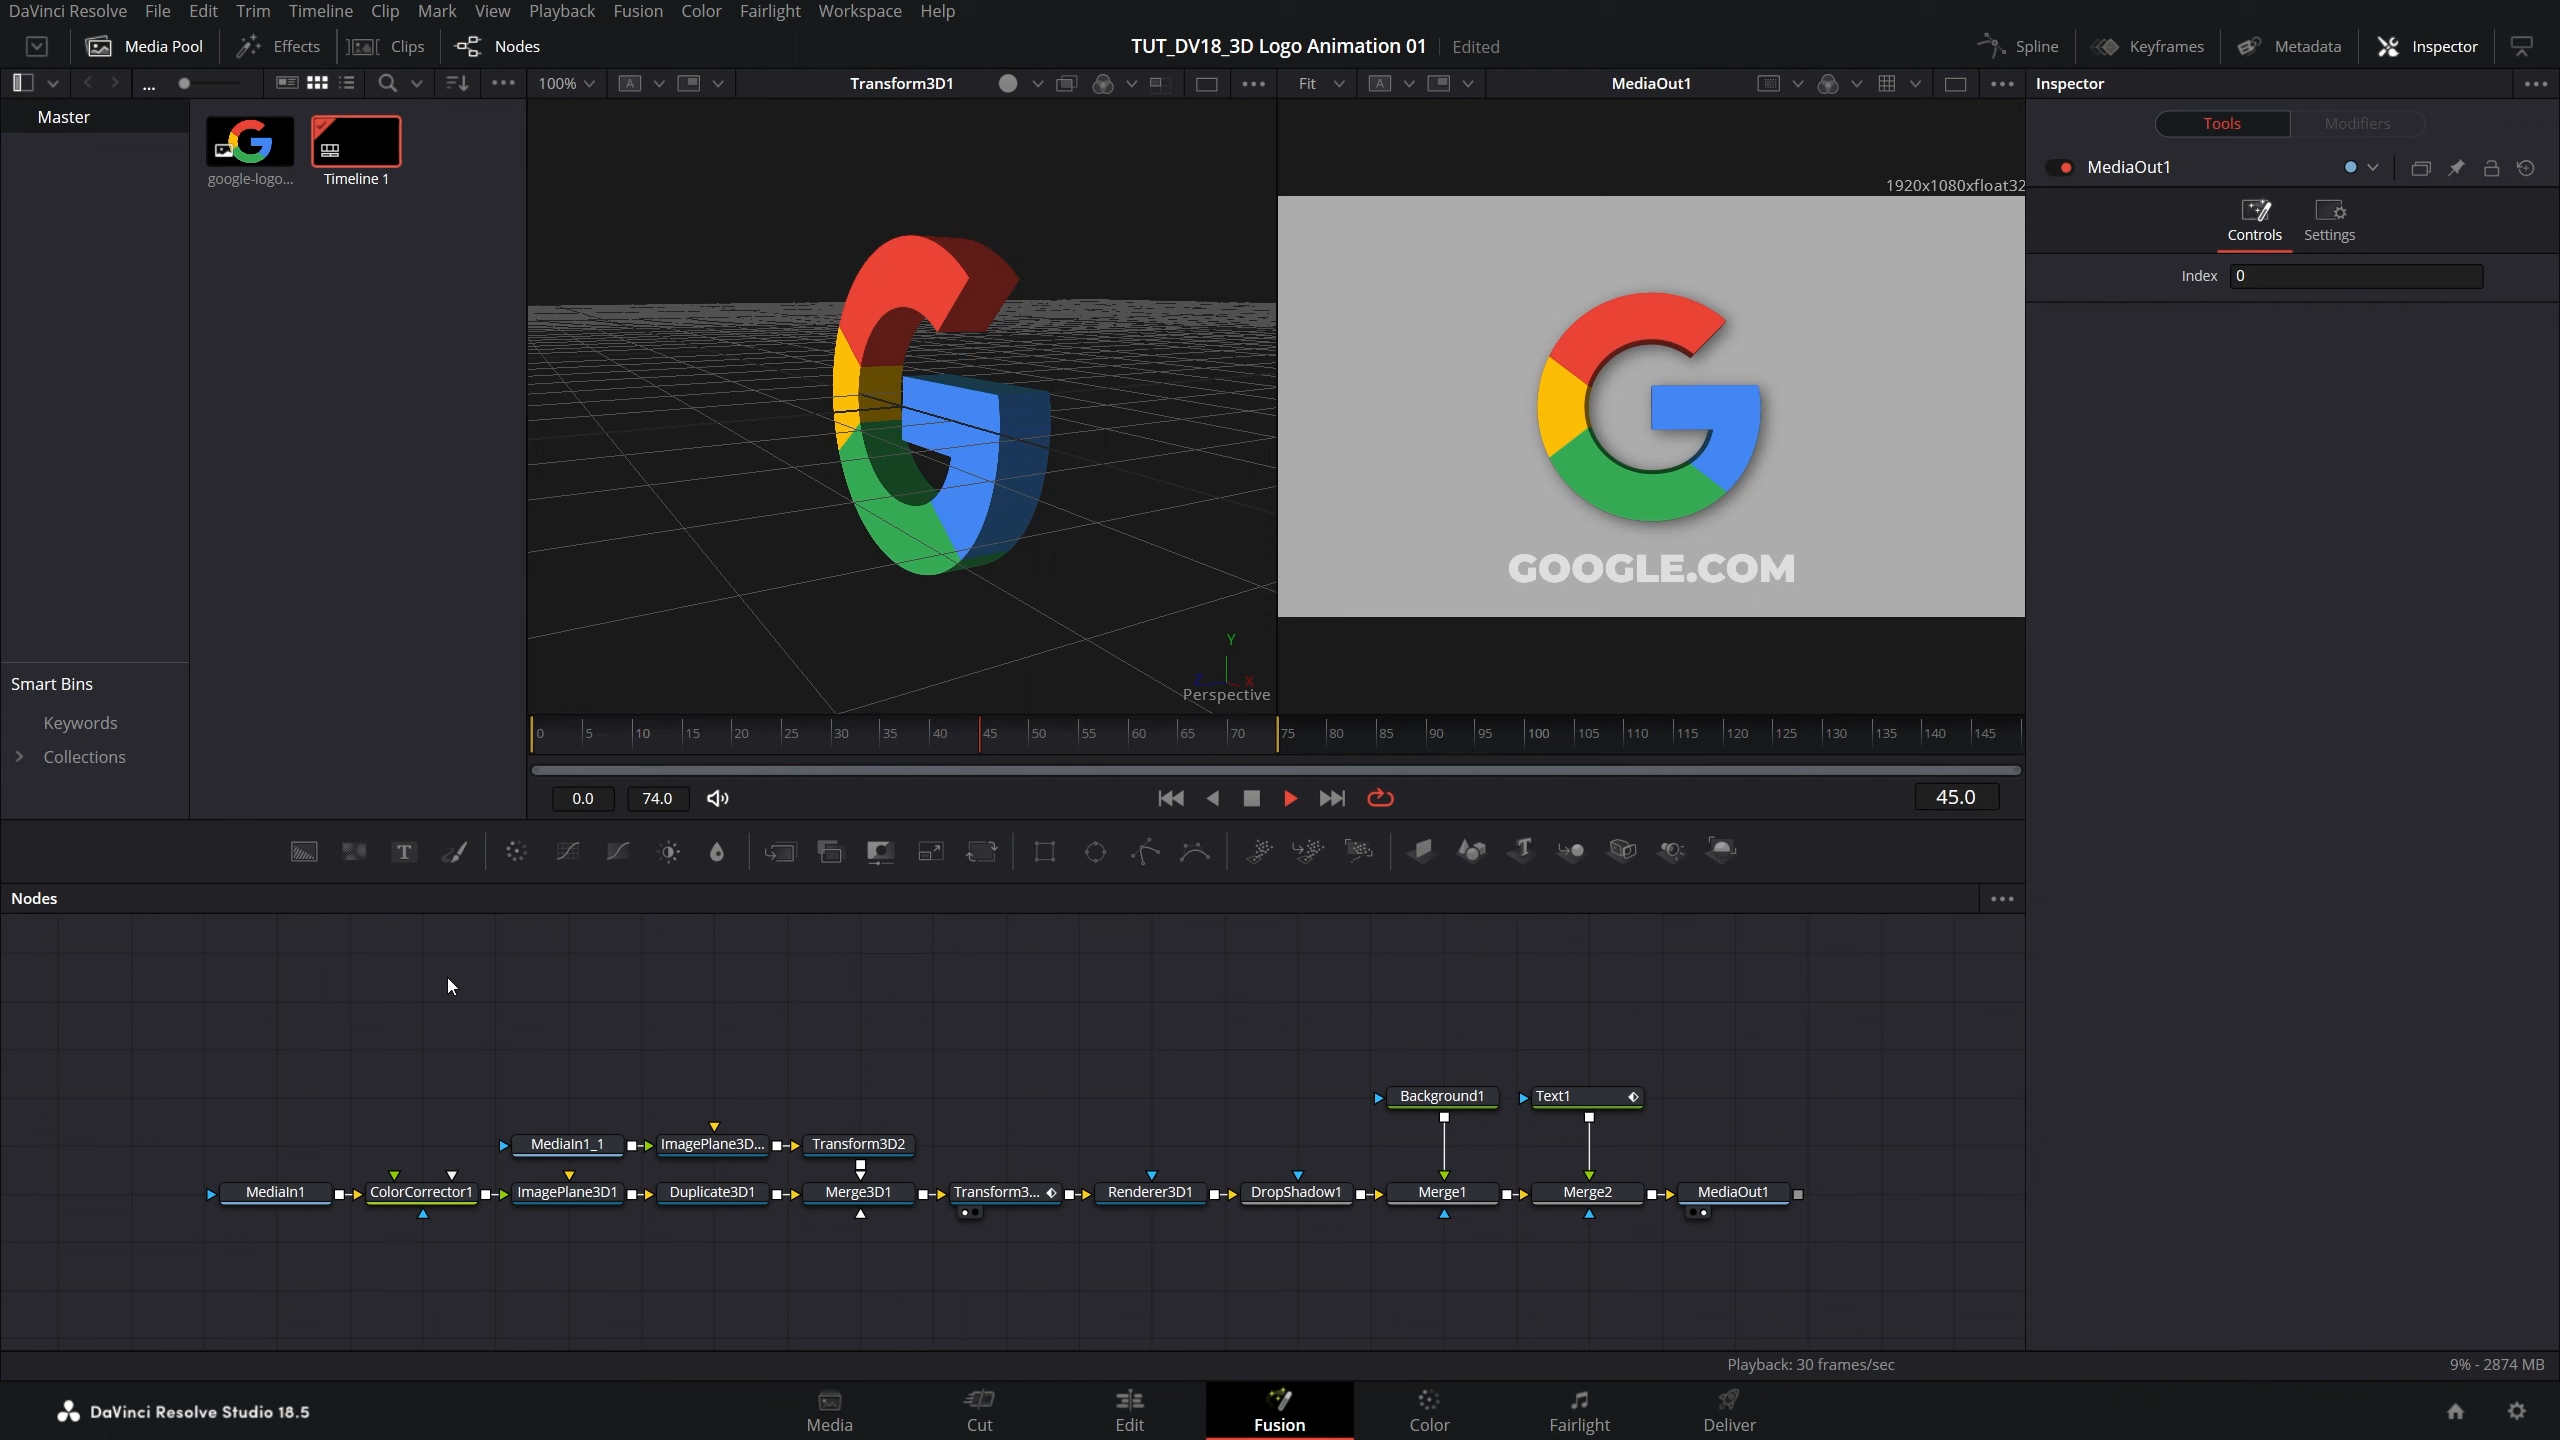 DaVinci Resolve File Edit Trim Timeline Clip Mark View Playback Fusion Color Fairlight Workspace Help
Media Pool Effects Clips Nodes TUT_DV18_3D Logo Animation 01 Edited Spline Keyframes Metadata Inspector
... 100% A Transform3D1 Fit A MediaOut1 Inspector
Master
google-logo...
Timeline 1
Smart Bins
Keywords
Collections
1920x1080xfloat32
GOOGLE.COM
Y
X
Perspective
Tools Modifiers
MediaOut1
Controls Settings
Index 0
0 5 10 15 20 25 30 35 40 45 50 55 60 65 70 75 80 85 90 95 100 105 110 115 120 125 130 135 140 145
0.0 74.0 45.0
T
Nodes
Background1 Text1
MediaIn1_1 ImagePlane3D... Transform3D2
MediaIn1 ColorCorrector1 ImagePlane3D1 Duplicate3D1 Merge3D1 Transform3... Renderer3D1 DropShadow1 Merge1 Merge2 MediaOut1
Playback: 30 frames/sec 9% - 2874 MB
DaVinci Resolve Studio 18.5 Media Cut Edit Fusion Color Fairlight Deliver